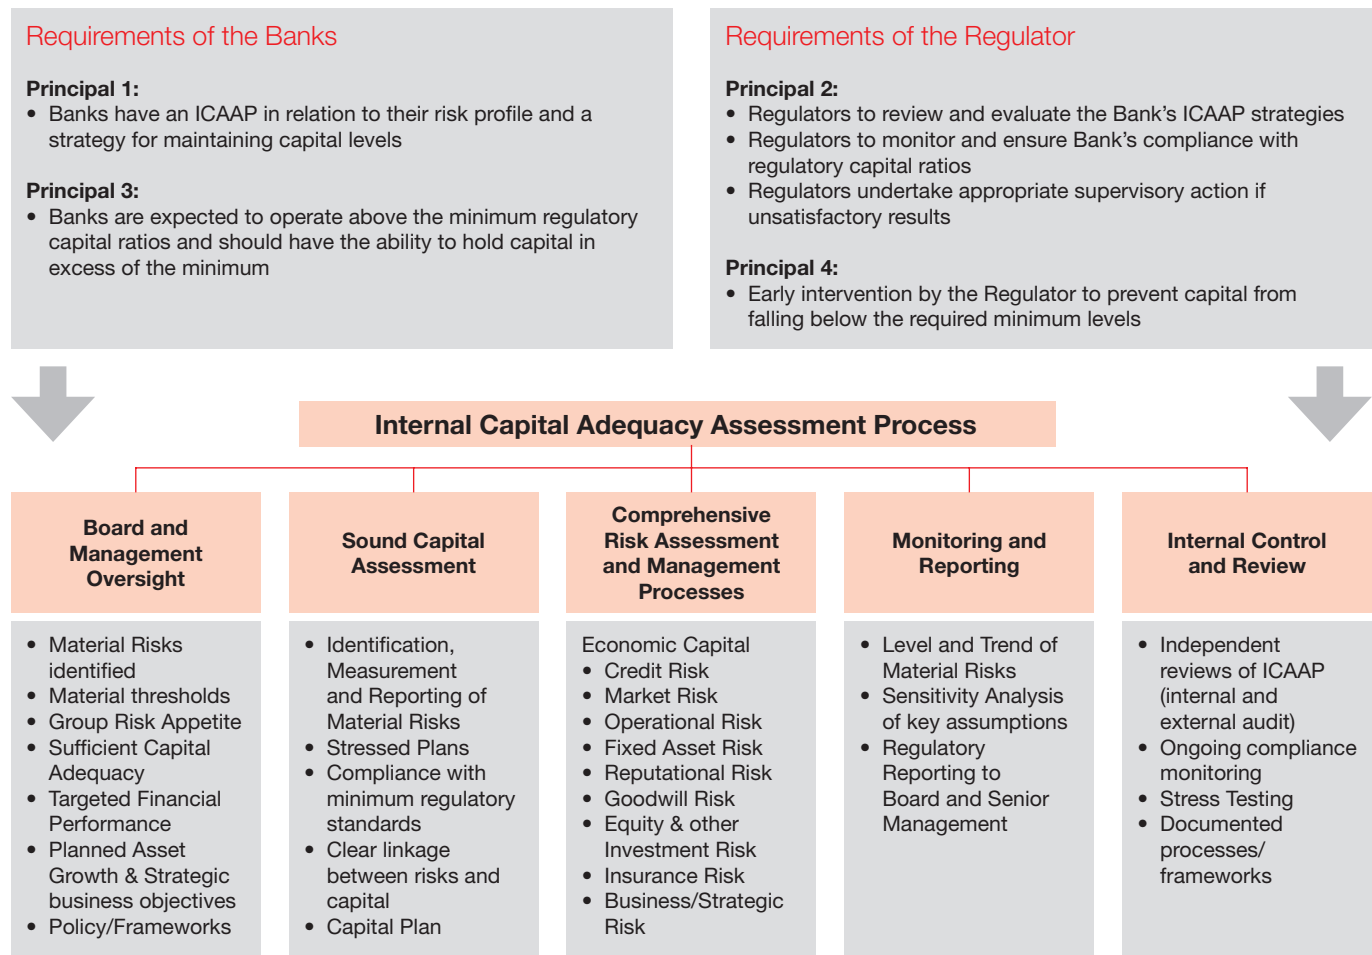 Requirements of the Banks
Principal 1:
• Banks have an ICAAP in relation to their risk profile and a
strategy for maintaining capital levels
Principal 3:
• Banks are expected to operate above the minimum regulatory
capital ratios and should have the ability to hold capital in
excess of the minimum
Requirements of the Regulator
Principal 2:
• Regulators to review and evaluate the Bank’s ICAAP strategies
• Regulators to monitor and ensure Bank’s compliance with
regulatory capital ratios
• Regulators undertake appropriate supervisory action if
unsatisfactory results
Principal 4:
• Early intervention by the Regulator to prevent capital from
falling below the required minimum levels
Internal Capital Adequacy Assessment Process
Board and
Management
Oversight
• Material Risks
identified
• Material thresholds
• Group Risk Appetite
• Sufficient Capital
Adequacy
• Targeted Financial
Performance
• Planned Asset
Growth & Strategic
business objectives
• Policy/Frameworks
Sound Capital
Assessment
• Identification,
Measurement
and Reporting of
Material Risks
• Stressed Plans
• Compliance with
minimum regulatory
standards
• Clear linkage
between risks and
capital
• Capital Plan
Comprehensive
Risk Assessment
and Management
Processes
Economic Capital
• Credit Risk
• Market Risk
• Operational Risk
• Fixed Asset Risk
• Reputational Risk
• Goodwill Risk
• Equity & other
Investment Risk
• Insurance Risk
• Business/Strategic
Risk
Monitoring and
Reporting
• Level and Trend of
Material Risks
• Sensitivity Analysis
of key assumptions
• Regulatory
Reporting to
Board and Senior
Management
Internal Control
and Review
• Independent
reviews of ICAAP
(internal and
external audit)
• Ongoing compliance
monitoring
• Stress Testing
• Documented
processes/
frameworks